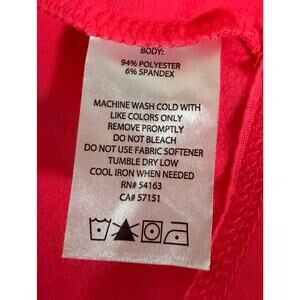 BODY:
94% POLYESTER
6% SPANDEX
MACHINE WASH COLD WITH
LIKE COLORS ONLY
REMOVE PROMPTLY
DO NOT BLEACH
DO NOT USE FABRIC SOFTENER
TUMBLE DRY LOW
COOL IRON WHEN NEEDED
RN# 54163
CA# 57151